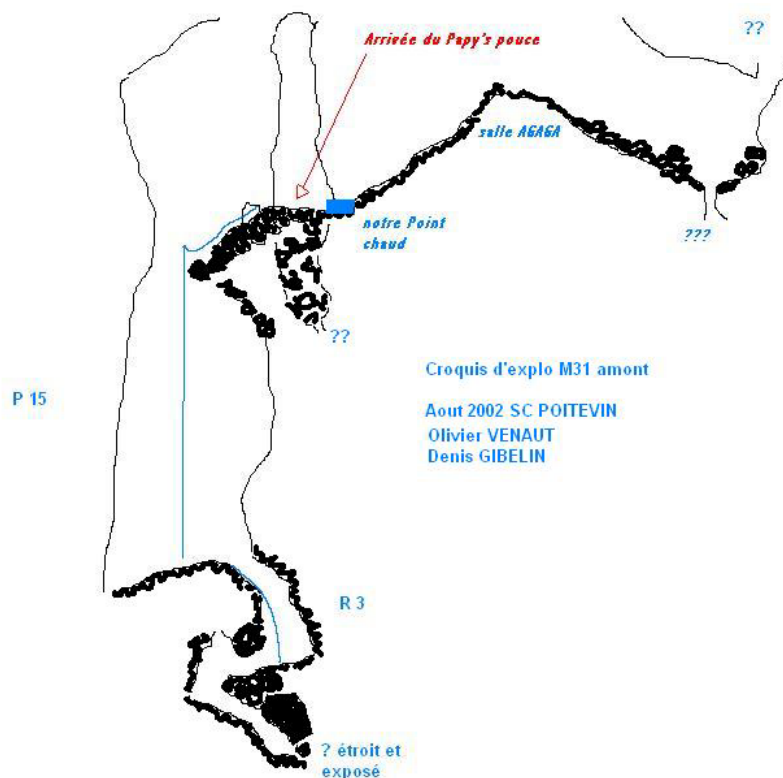 ??
Arrivée du Papy's pouce
salle AGAGA
notre Point
chaud
???
??
Croquis d'explo M31 amont
P 15
Aout 2002 SC POITEVIN
Olivier VENAUT
Denis GIBELIN
R 3
? étroit et
exposé